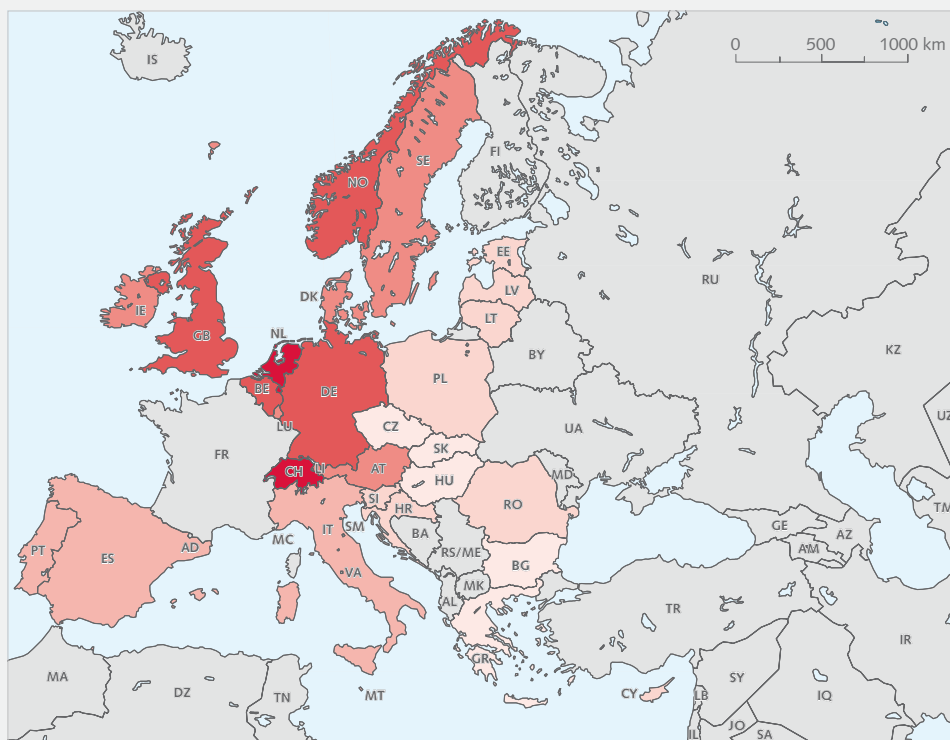 IS
0 500 1000 km
FI
SE
NO
RU
EE
LV
LT
DK
IE
GB
NL
BY
KZ
PL
BE
DE
UZ
LU
CZ
UA
FR
SK
CH
LI
AT
HU
MD
SI
RO
HR
TM
IT
SM
GE
AZ
BA
MC
PT
ES
AD
RS/ME
AM
BG
VA
MK
AL
TR
IR
GR
MA
DZ
TN
MT
CY
LB
SY
IQ
JO
IL
SA